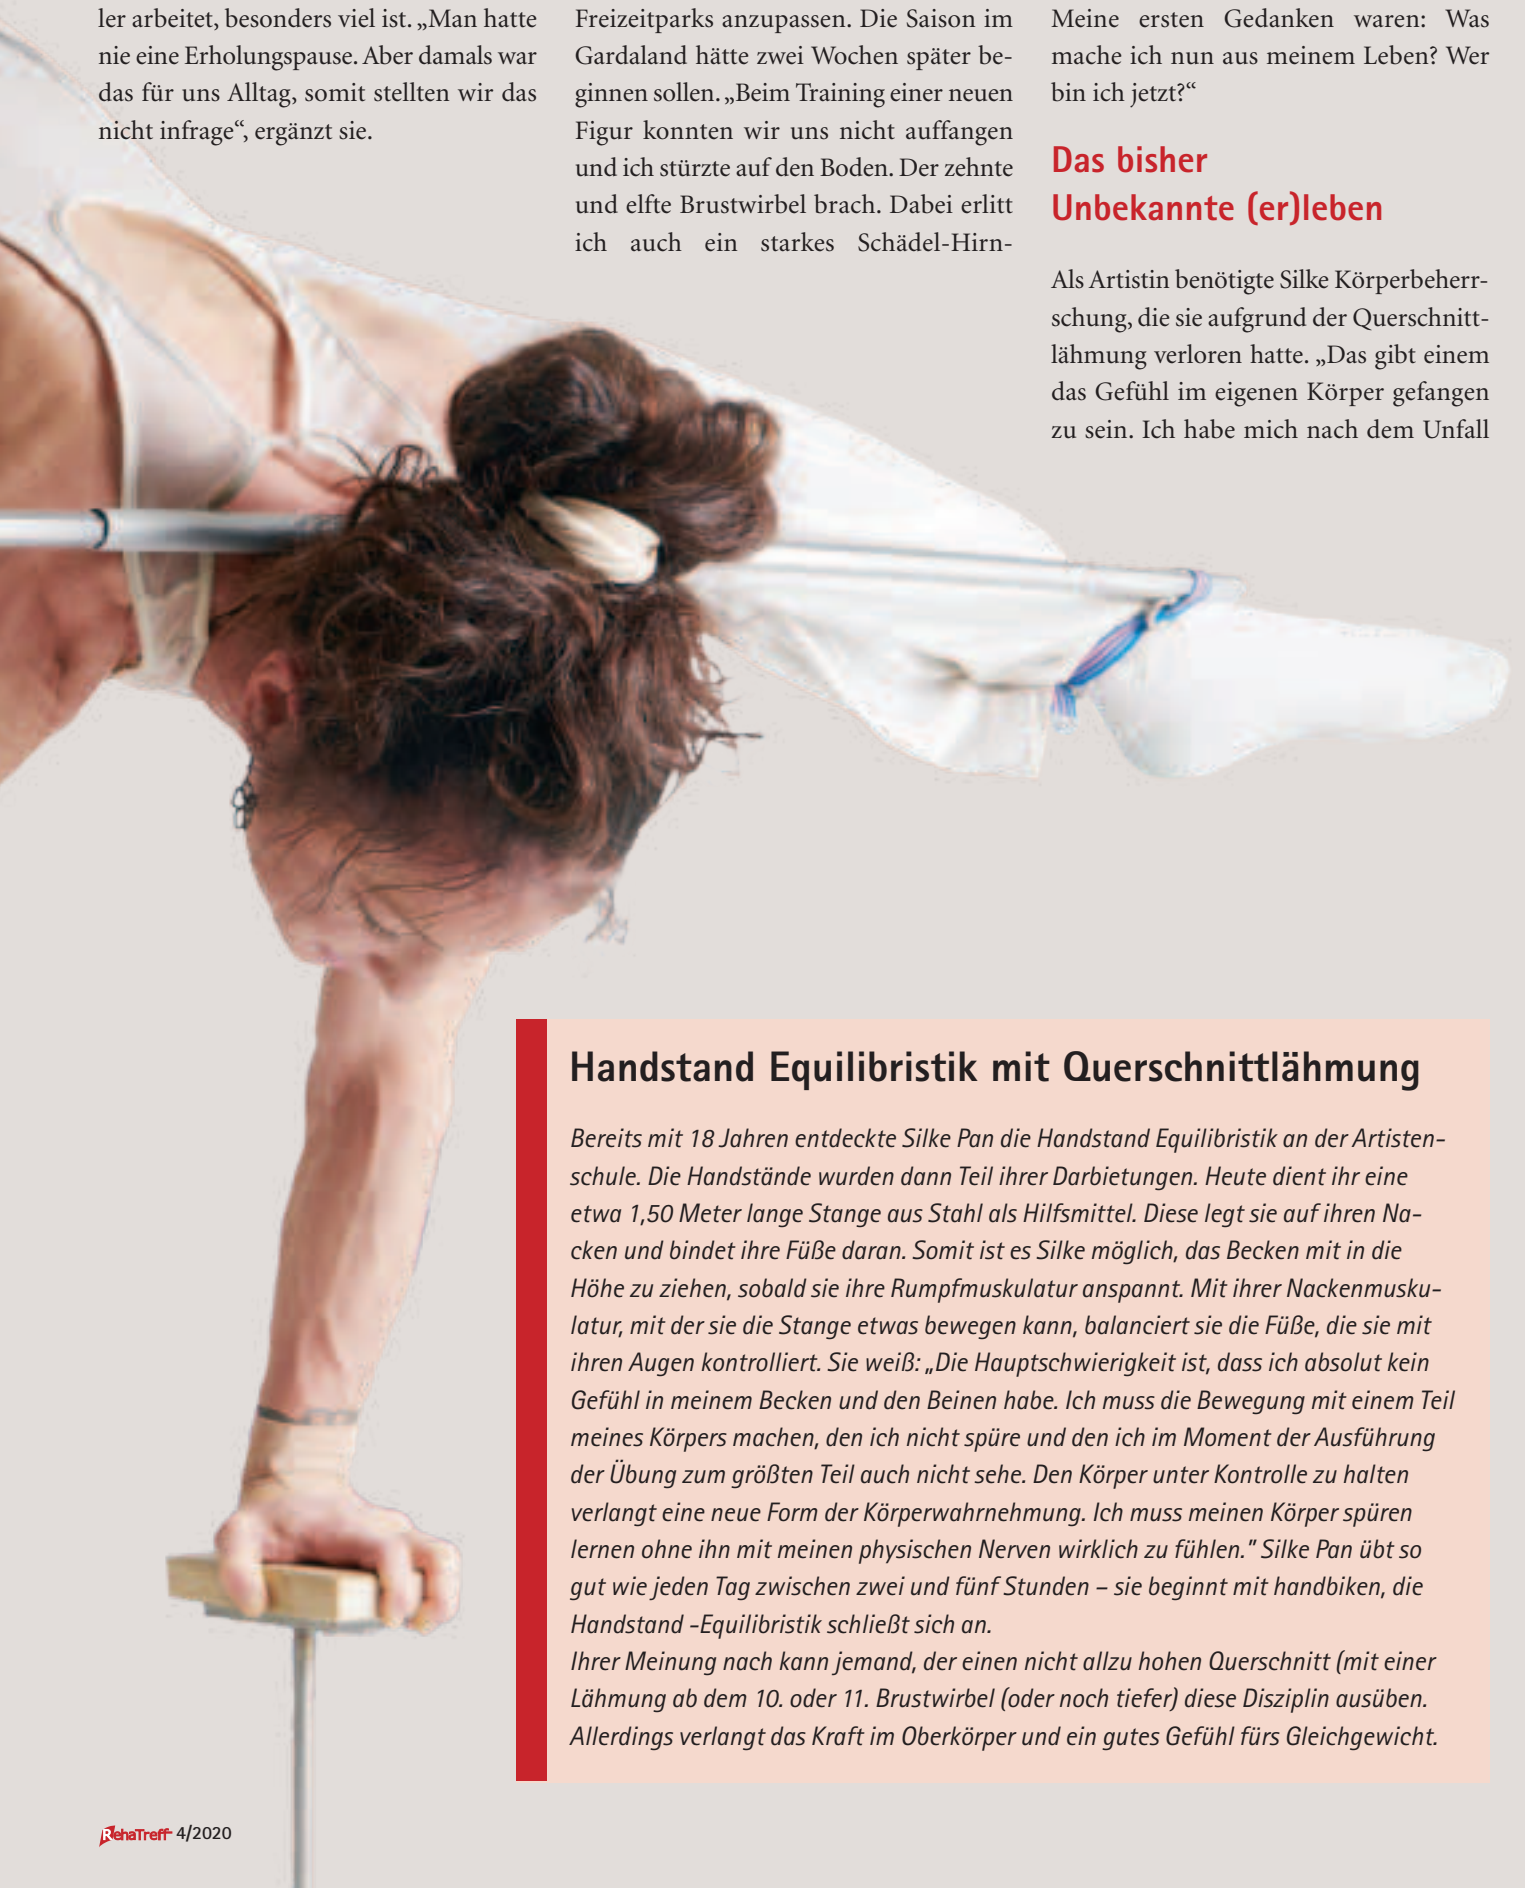 ler arbeitet, besonders viel ist. „Man hatte
nie eine Erholungspause. Aber damals war
das für uns Alltag, somit stellten wir das
nicht infrage“, ergänzt sie.
Freizeitparks anzupassen. Die Saison im
Gardaland hätte zwei Wochen später be-
ginnen sollen. „Beim Training einer neuen
Figur konnten wir uns nicht auffangen
und ich stürzte auf den Boden. Der zehnte
und elfte Brustwirbel brach. Dabei erlitt
ich auch ein starkes Schädel-Hirn-
Meine ersten Gedanken waren: Was
mache ich nun aus meinem Leben? Wer
bin ich jetzt?“
Das bisher
Unbekannte (er)leben
Als Artistin benötigte Silke Körperbeherr-
schung, die sie aufgrund der Querschnitt-
lähmung verloren hatte. „Das gibt einem
das Gefühl im eigenen Körper gefangen
zu sein. Ich habe mich nach dem Unfall
Handstand Equilibristik mit Querschnittlähmung
Bereits mit 18 Jahren entdeckte Silke Pan die Handstand Equilibristik an der Artisten-
schule. Die Handstände wurden dann Teil ihrer Darbietungen. Heute dient ihr eine
etwa 1,50 Meter lange Stange aus Stahl als Hilfsmittel. Diese legt sie auf ihren Na-
cken und bindet ihre Füße daran. Somit ist es Silke möglich, das Becken mit in die
Höhe zu ziehen, sobald sie ihre Rumpfmuskulatur anspannt. Mit ihrer Nackenmusku-
latur, mit der sie die Stange etwas bewegen kann, balanciert sie die Füße, die sie mit
ihren Augen kontrolliert. Sie weiß: „Die Hauptschwierigkeit ist, dass ich absolut kein
Gefühl in meinem Becken und den Beinen habe. Ich muss die Bewegung mit einem Teil
meines Körpers machen, den ich nicht spüre und den ich im Moment der Ausführung
der Übung zum größten Teil auch nicht sehe. Den Körper unter Kontrolle zu halten
verlangt eine neue Form der Körperwahrnehmung. Ich muss meinen Körper spüren
lernen ohne ihn mit meinen physischen Nerven wirklich zu fühlen." Silke Pan übt so
gut wie jeden Tag zwischen zwei und fünf Stunden – sie beginnt mit handbiken, die
Handstand -Equilibristik schließt sich an.
Ihrer Meinung nach kann jemand, der einen nicht allzu hohen Querschnitt (mit einer
Lähmung ab dem 10. oder 11. Brustwirbel (oder noch tiefer) diese Disziplin ausüben.
Allerdings verlangt das Kraft im Oberkörper und ein gutes Gefühl fürs Gleichgewicht.
RehaTreff 4/2020